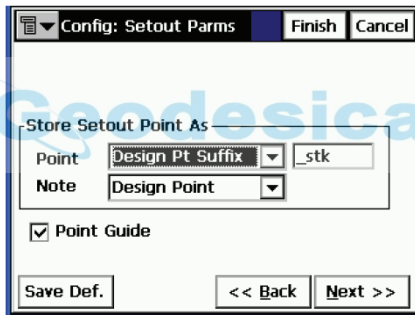 Config: Setout Parms Finish Cancel
Geodesica
Store Setout Point As
Point Design Pt Suffix _stk
Note Design Point
Point Guide
Save Def. << Back Next >>